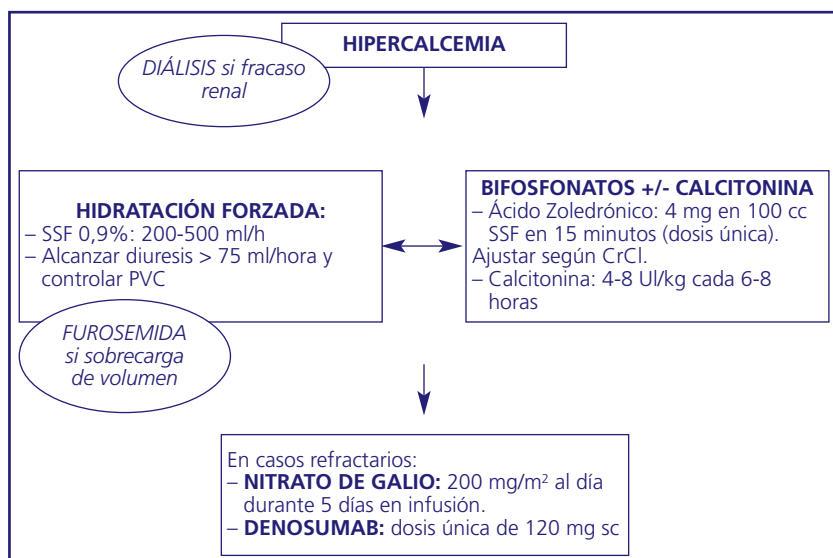 HIPERCALCEMIA
DIÁLISIS si fracaso
renal
HIDRATACIÓN FORZADA:
– SSF 0,9%: 200-500 ml/h
– Alcanzar diuresis > 75 ml/hora y
controlar PVC
FUROSEMIDA
si sobrecarga
de volumen
BIFOSFONATOS +/- CALCITONINA
– Ácido Zoledrónico: 4 mg en 100 cc
SSF en 15 minutos (dosis única).
Ajustar según CrCl.
– Calcitonina: 4-8 Ul/kg cada 6-8
horas
En casos refractarios:
– NITRATO DE GALIO: 200 mg/m² al día
durante 5 días en infusión.
– DENOSUMAB: dosis única de 120 mg sc